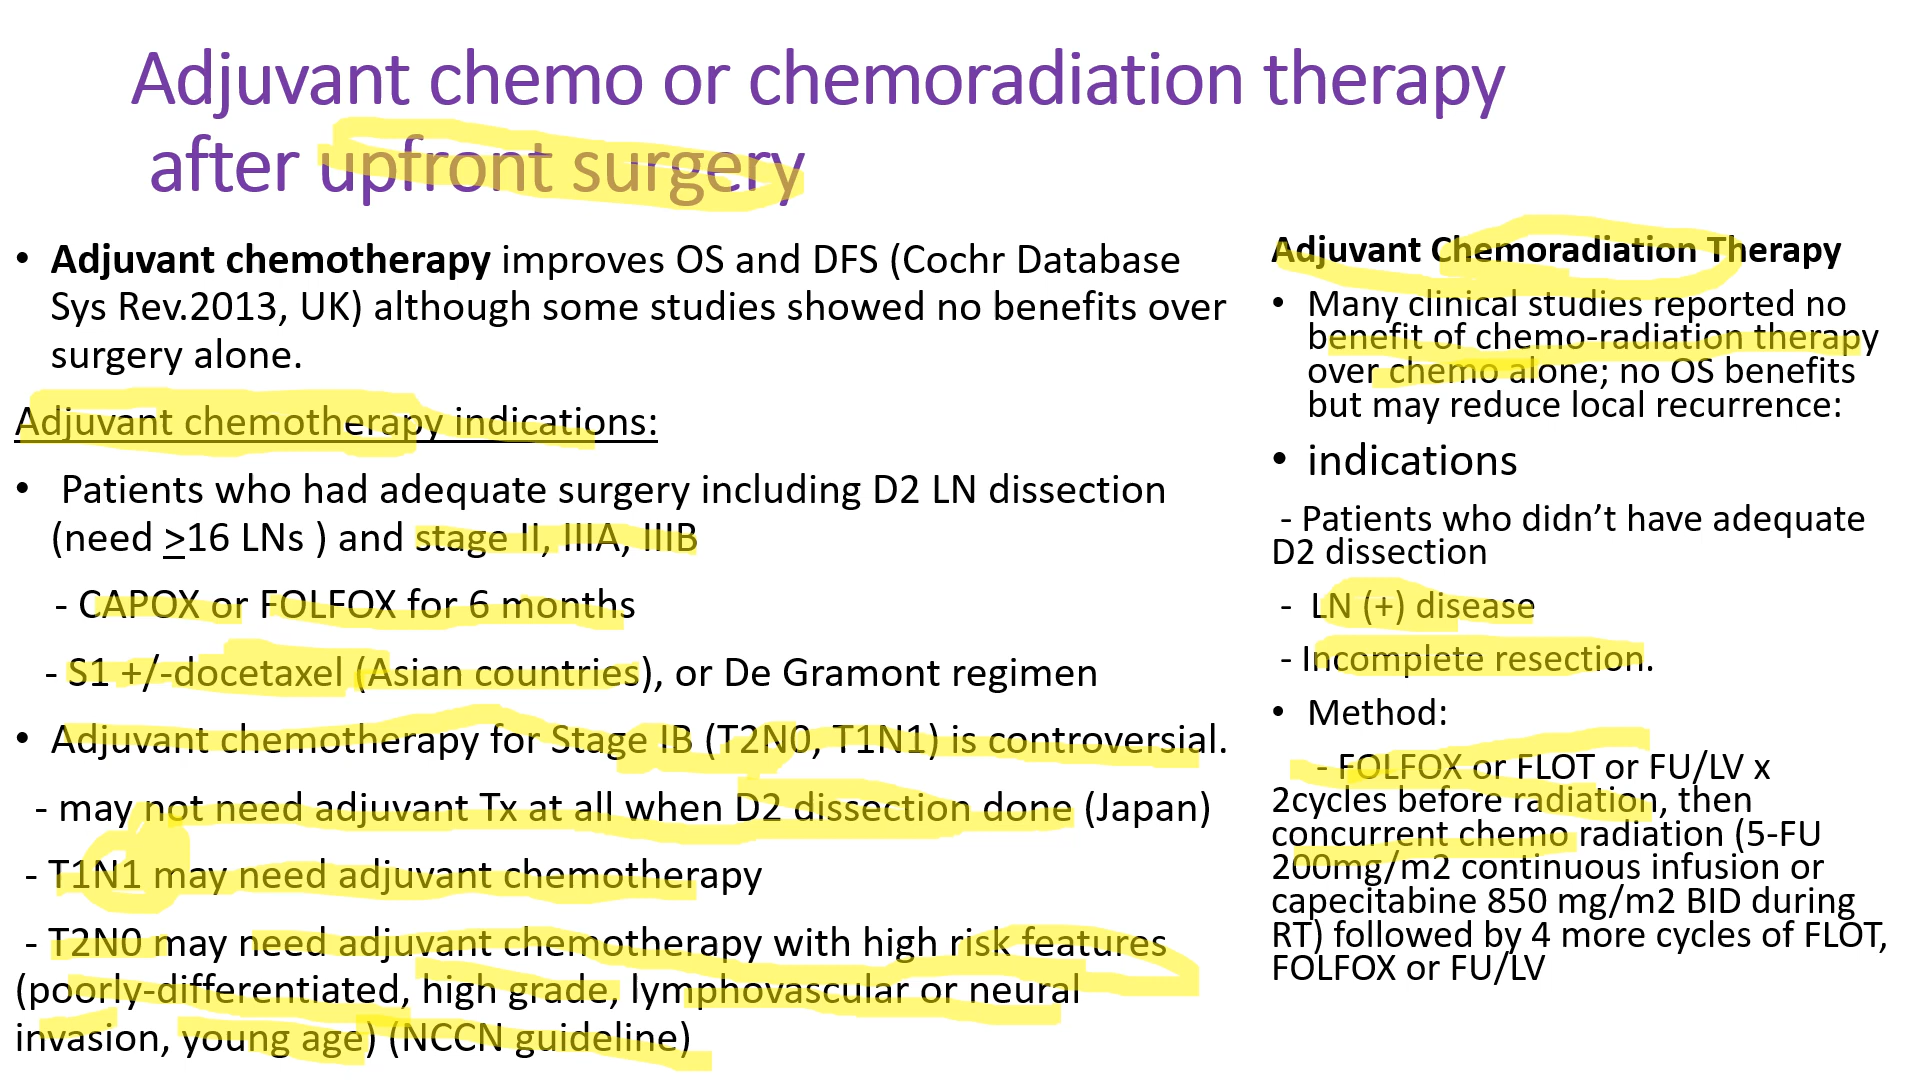 Adjuvant chemo or chemoradiation therapy
after upfront surgery
• Adjuvant chemotherapy improves OS and DFS (Cochr Database
Sys Rev.2013, UK) although some studies showed no benefits over
surgery alone.
Adjuvant chemotherapy indications:
• Patients who had adequate surgery including D2 LN dissection
(need >16 LNs ) and stage II, IIIA, IIIB
- CAPOX or FOLFOX for 6 months
- S1 +/-docetaxel (Asian countries), or De Gramont regimen
• Adjuvant chemotherapy for Stage IB (T2N0, T1N1) is controversial.
- may not need adjuvant Tx at all when D2 dissection done (Japan)
- T1N1 may need adjuvant chemotherapy
- T2N0 may need adjuvant chemotherapy with high risk features
(poorly-differentiated, high grade, lymphovascular or neural
invasion, young age) (NCCN guideline)
Adjuvant Chemoradiation Therapy
• Many clinical studies reported no
benefit of chemo-radiation therapy
over chemo alone; no OS benefits
but may reduce local recurrence:
• indications
- Patients who didn’t have adequate
D2 dissection
- LN (+) disease
- Incomplete resection.
• Method:
- FOLFOX or FLOT or FU/LV x
2cycles before radiation, then
concurrent chemo radiation (5-FU
200mg/m2 continuous infusion or
capecitabine 850 mg/m2 BID during
RT) followed by 4 more cycles of FLOT,
FOLFOX or FU/LV